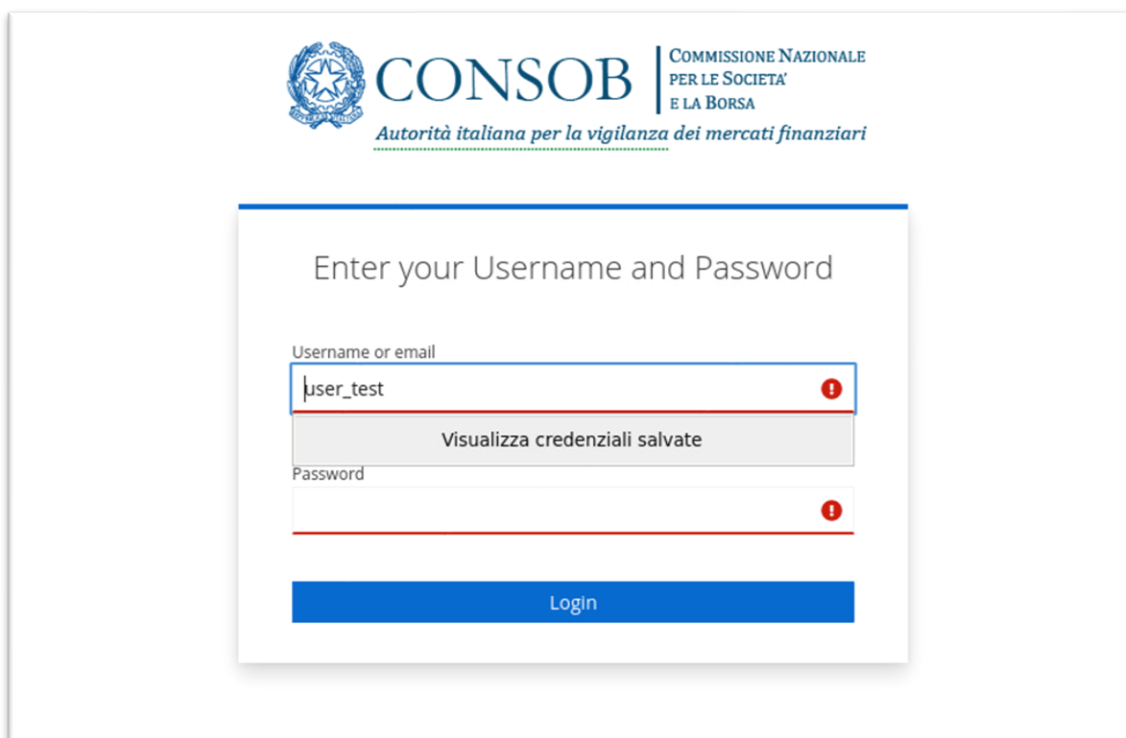 CONSOB
COMMISSIONE NAZIONALE
PER LE SOCIETA'
E LA BORSA
Autorità italiana per la vigilanza dei mercati finanziari
Enter your Username and Password
Username or email
user_test
Visualizza credenziali salvate
Password
Login